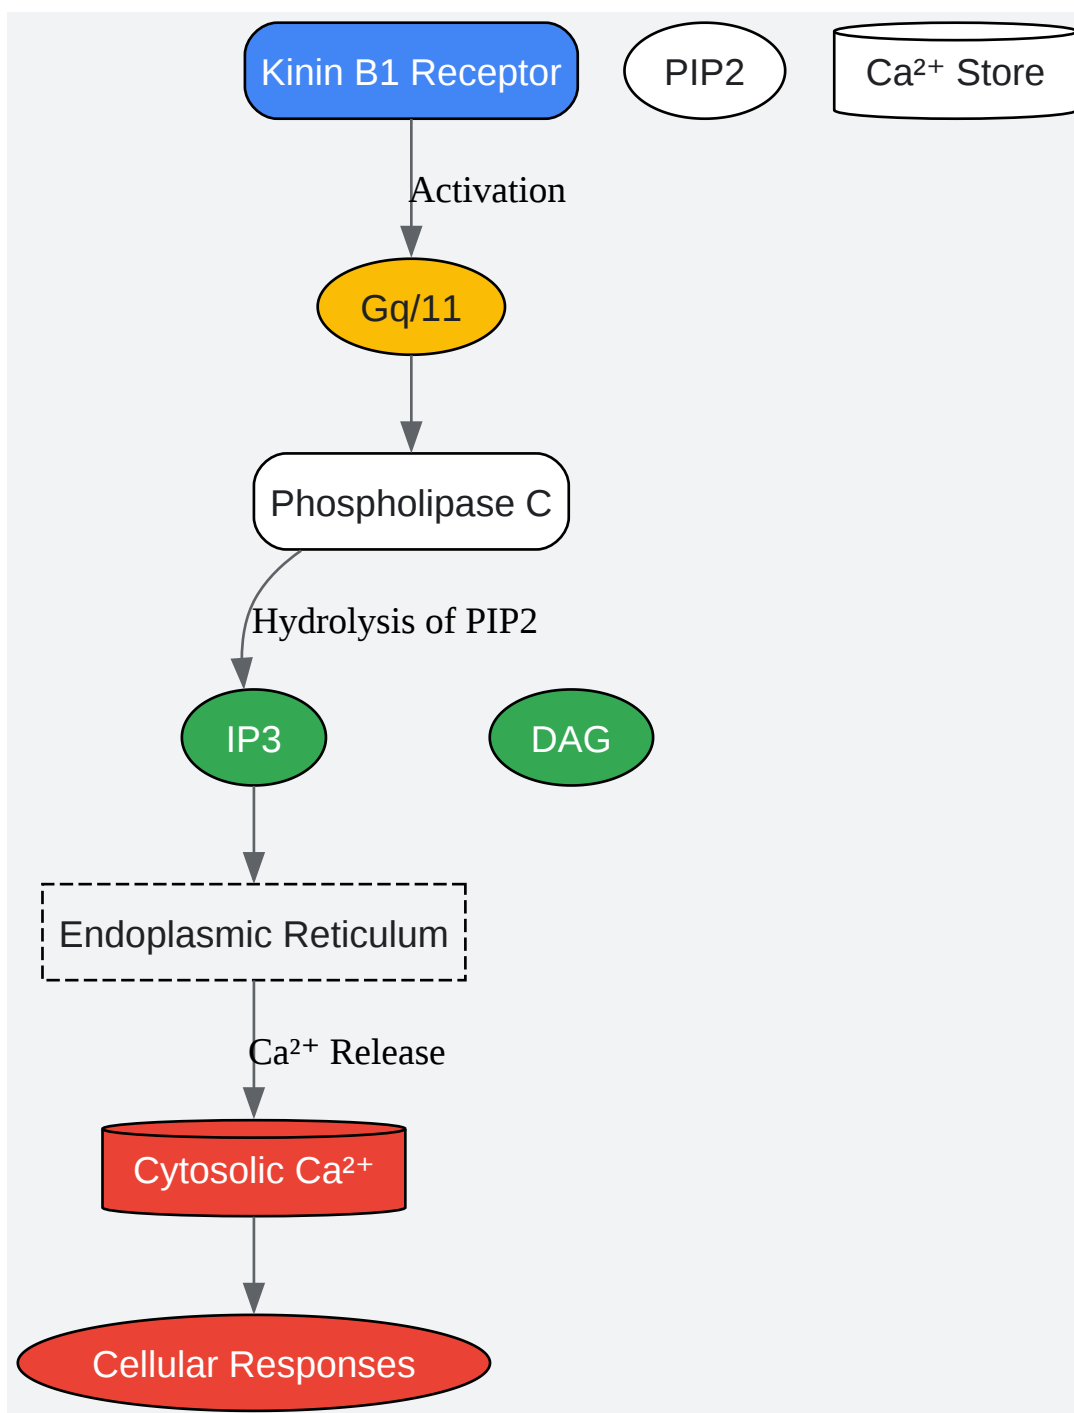 Kinin B1 Receptor
PIP2
Ca²⁺ Store
Activation
Gq/11
Phospholipase C
Hydrolysis of PIP2
IP3
DAG
Endoplasmic Reticulum
Ca²⁺ Release
Cytosolic Ca²⁺
Cellular Responses